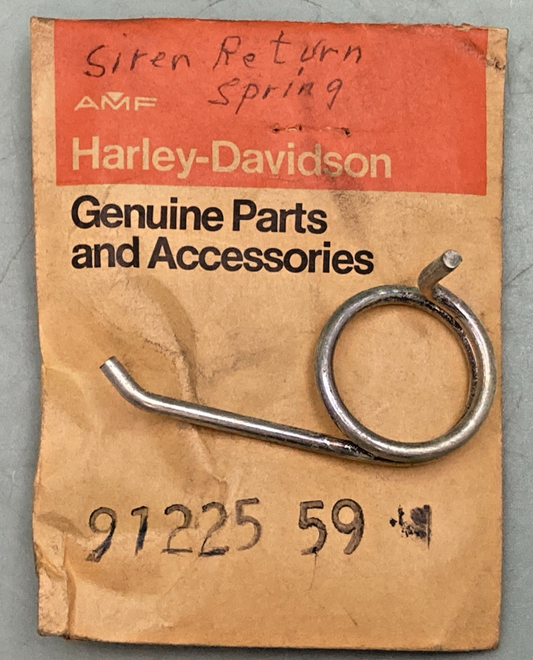 Siren Return
Spring
AMF
Harley-Davidson
Genuine Parts
and Accessories
91225 59